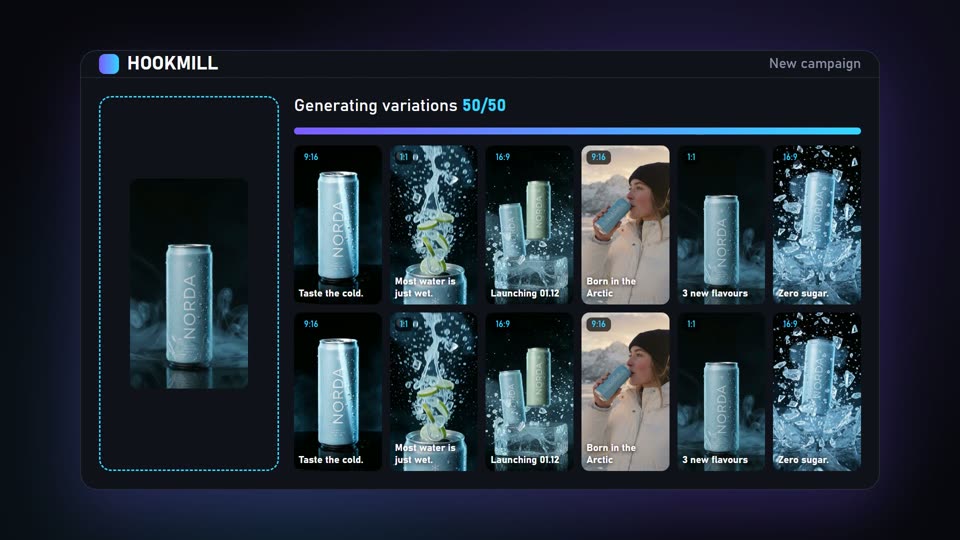 HOOKMILL
New campaign
Generating variations 50/50
NORDA
9:16
NORDA
Taste the cold.
1:1
Most water is
just wet.
16:9
NORDA
NORDA
Launching 01.12
9:16
NORDA
Born in the
Arctic
1:1
NORDA
3 new flavours
16:9
NORDA
Zero sugar.
9:16
NORDA
Taste the cold.
1:1
Most water is
just wet.
16:9
NORDA
NORDA
Launching 01.12
9:16
NORDA
Born in the
Arctic
1:1
NORDA
3 new flavours
16:9
NORDA
Zero sugar.